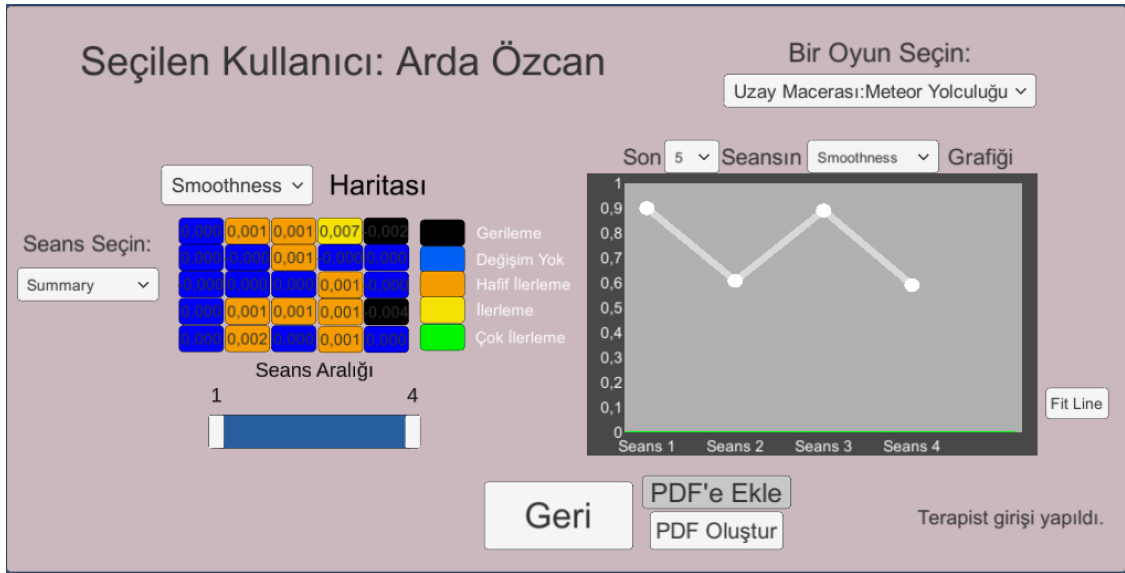 Seçilen Kullanıcı: Arda Özcan
Bir Oyun Seçin:
Uzay Macerası:Meteor Yolculuğu
Son 5 Seansın Smoothness Grafiği
Smoothness Haritası
Seans Seçin:
Summary
0,000 0,001 0,001 0,007 -0,002
0,000 -0,000 0,001 -0,000 0,000
-0,000 0,000 0,000 0,001 -0,000
0,000 0,001 0,001 0,001 -0,004
0,000 0,002 0,000 0,001 0,000
Gerileme
Değişim Yok
Hafif İlerleme
İlerleme
Çok İlerleme
Seans Aralığı
1 4
1
0,9
0,8
0,7
0,6
0,5
0,4
0,3
0,2
0,1
0
Seans 1 Seans 2 Seans 3 Seans 4
Fit Line
Geri
PDF'e Ekle
PDF Oluştur
Terapist girişi yapıldı.